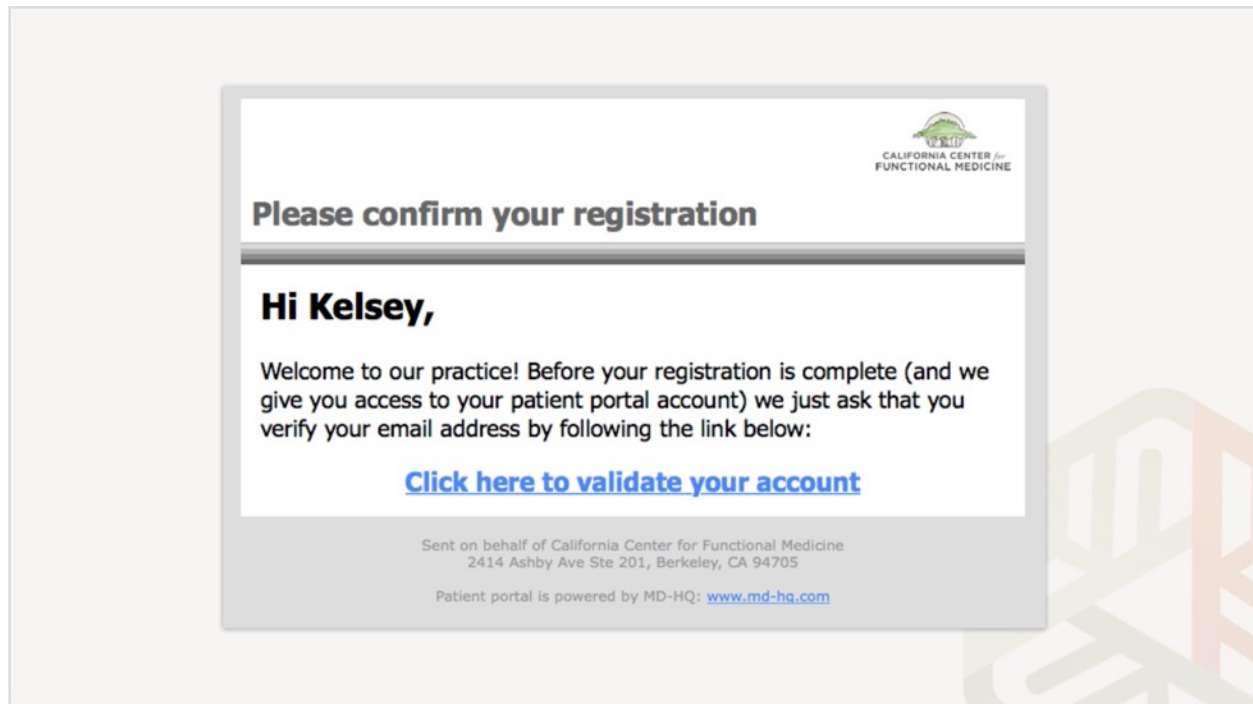 CALIFORNIA CENTER for
FUNCTIONAL MEDICINE
Please confirm your registration
Hi Kelsey,
Welcome to our practice! Before your registration is complete (and we
give you access to your patient portal account) we just ask that you
verify your email address by following the link below:
Click here to validate your account
Sent on behalf of California Center for Functional Medicine
2414 Ashby Ave Ste 201, Berkeley, CA 94705
Patient portal is powered by MD-HQ: www.md-hq.com